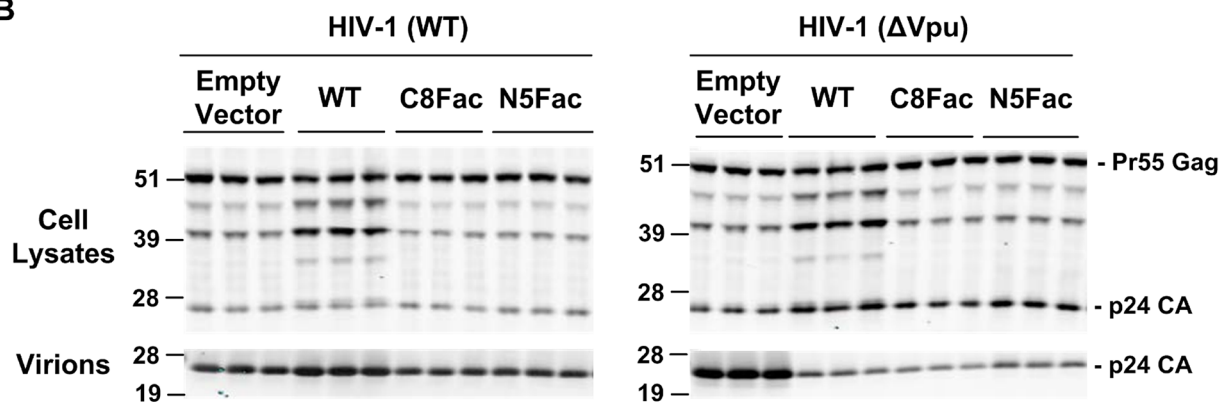 B
HIV-1 (WT)
HIV-1 (ΔVpu)
Empty Vector
WT
C8Fac
N5Fac
Empty Vector
WT
C8Fac
N5Fac
Cell Lysates
51
39
28
51
39
28
- Pr55 Gag
- p24 CA
Virions
28
19
28
19
- p24 CA